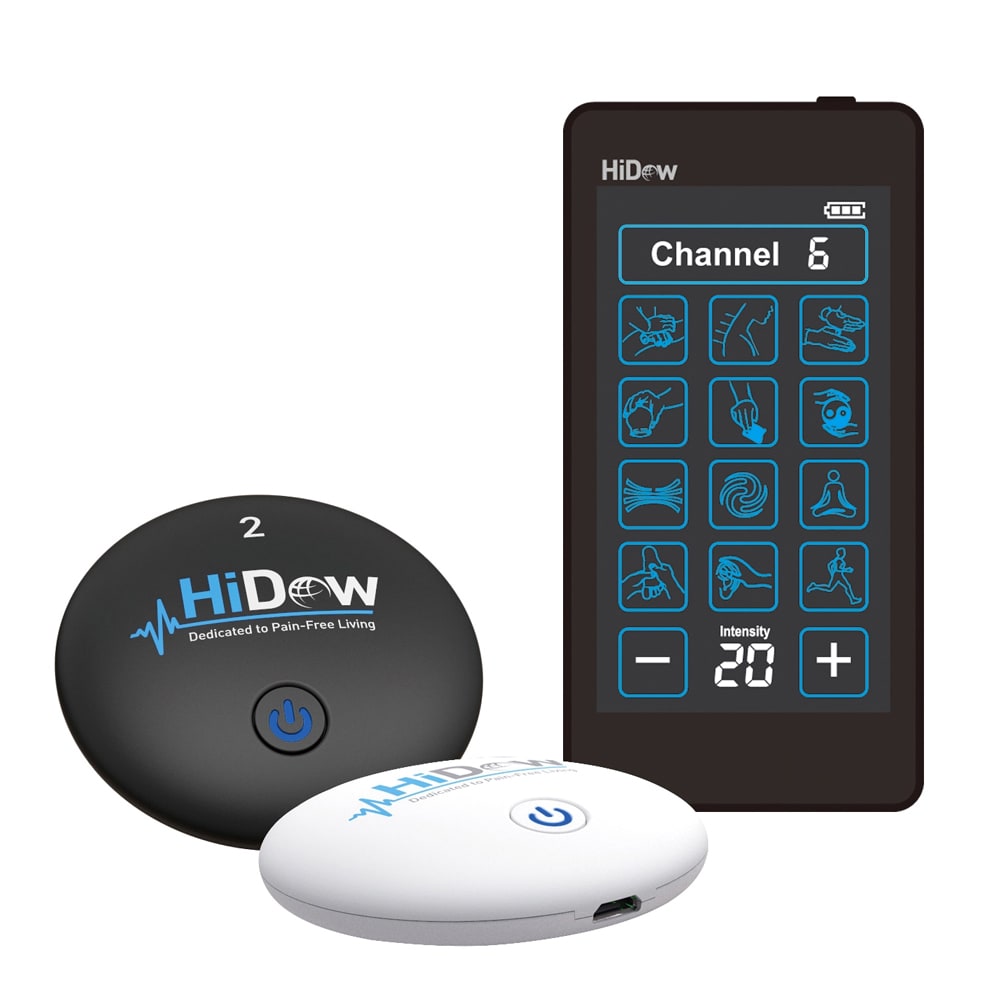 HiDow
Channel 6
Intensity
- 20 +
2
HiDow
Dedicated to Pain-Free Living
HiDow
Dedicated to Pain-Free Living